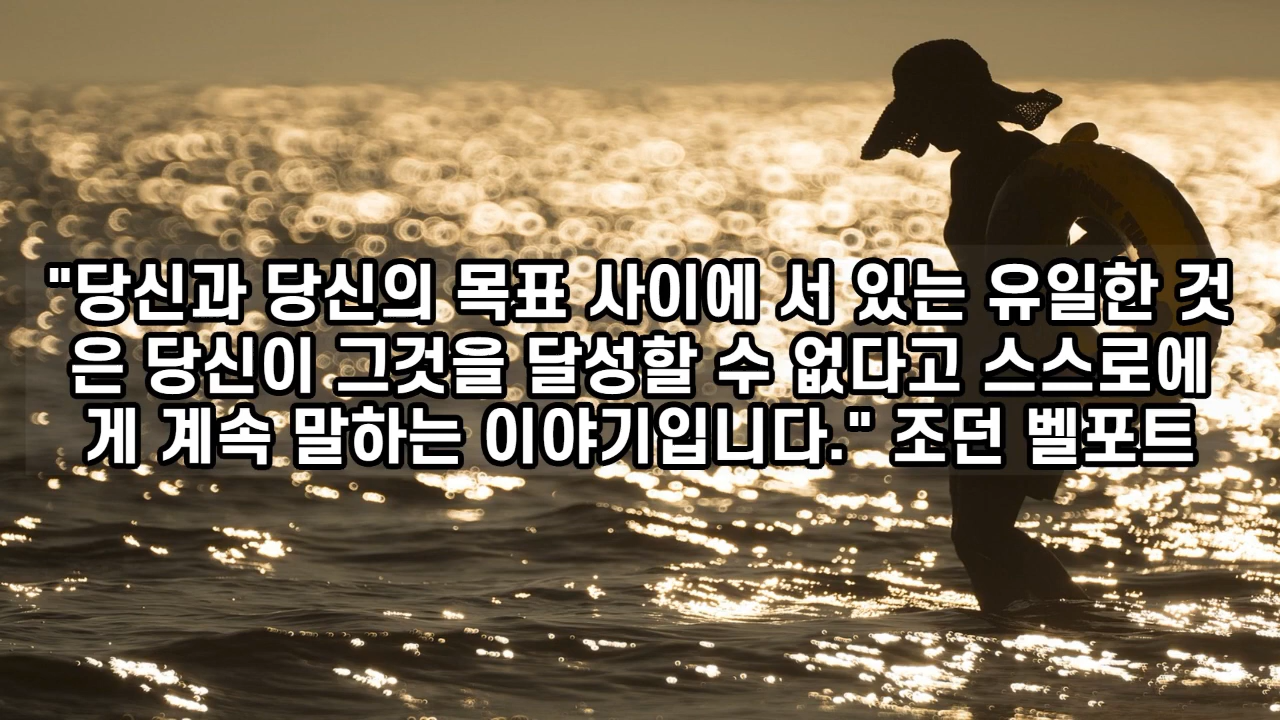 "당신과 당신의 목표 사이에 서 있는 유일한 것
은 당신이 그것을 달성할 수 없다고 스스로에
게 계속 말하는 이야기입니다." 조던 벨포트